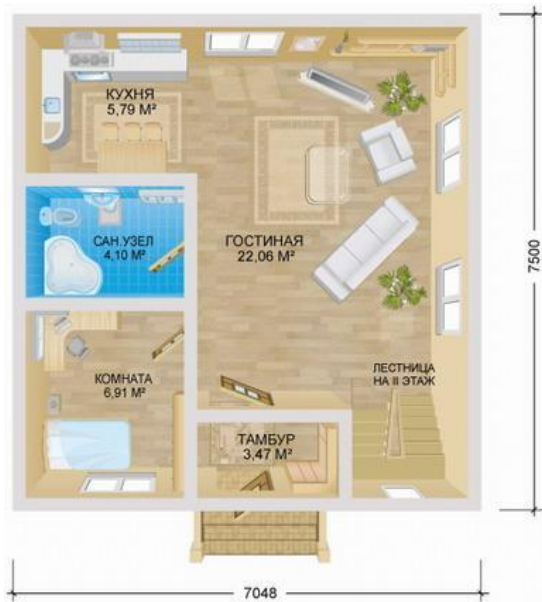 КУХНЯ
5,79 М²
САН.УЗЕЛ
4,10 М²
ГОСТИНАЯ
22,06 М²
7500
КОМНАТА
6,91 М²
ЛЕСТНИЦА
НА II ЭТАЖ
ТАМБУР
3,47 М²
7048